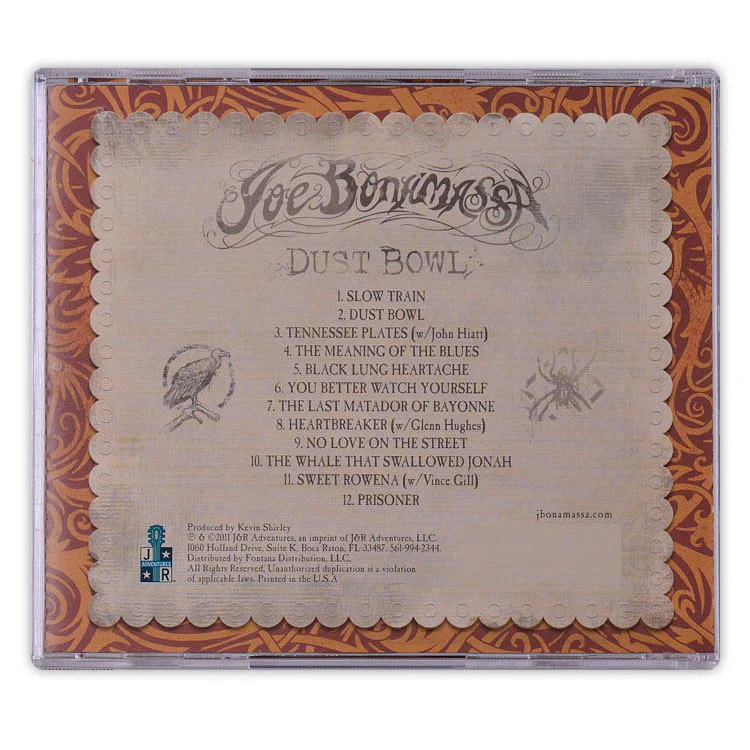 Joe Bonamassa
DUST BOWL
1. SLOW TRAIN
2. DUST BOWL
3. TENNESSEE PLATES (w/John Hiatt)
4. THE MEANING OF THE BLUES
5. BLACK LUNG HEARTACHE
6. YOU BETTER WATCH YOURSELF
7. THE LAST MATADOR OF BAYONNE
8. HEARTBREAKER (w/Glenn Hughes)
9. NO LOVE ON THE STREET
10. THE WHALE THAT SWALLOWED JONAH
11. SWEET ROWENA (w/Vince Gill)
12. PRISONER
jbonamassa.com
J
ADVENTURES
R
TM
Produced by Kevin Shirley
℗ & ©2011 J&R Adventures, an imprint of J&R Adventures, LLC.
1060 Holland Drive, Suite K, Boca Raton, FL 33487. 561-994-2344.
Distributed by Fontana Distribution, LLC.
All Rights Reserved, Unauthorized duplication is a violation
of applicable laws. Printed in the U.S.A